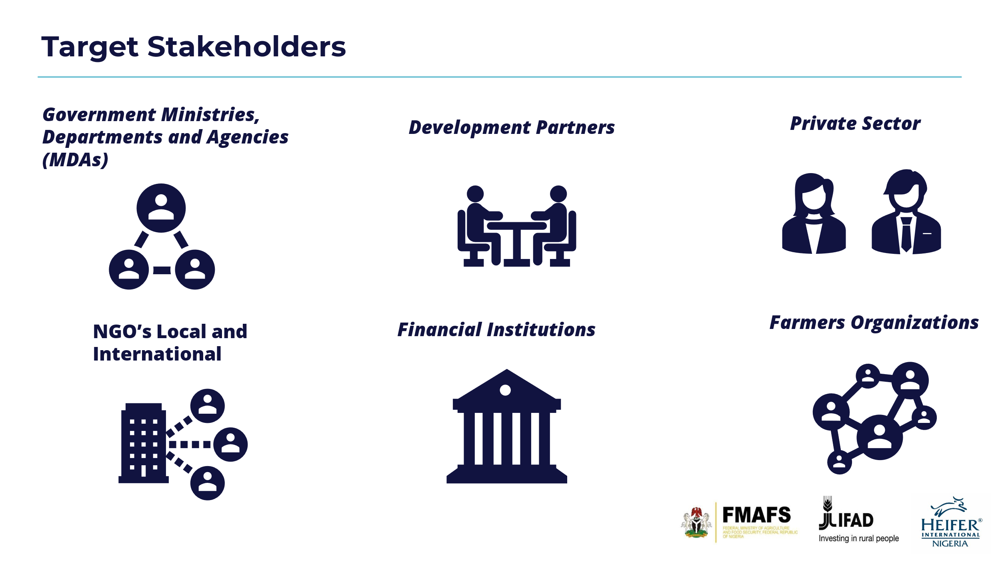 Target Stakeholders
Government Ministries,
Departments and Agencies
(MDAs)
Development Partners
Private Sector
NGO’s Local and
International
Financial Institutions
Farmers Organizations
FMAFS
FEDERAL MINISTRY OF AGRICULTURE
AND FOOD SECURITY, FEDERAL REPUBLIC
OF NIGERIA
IFAD
Investing in rural people
HEIFER®
INTERNATIONAL
NIGERIA